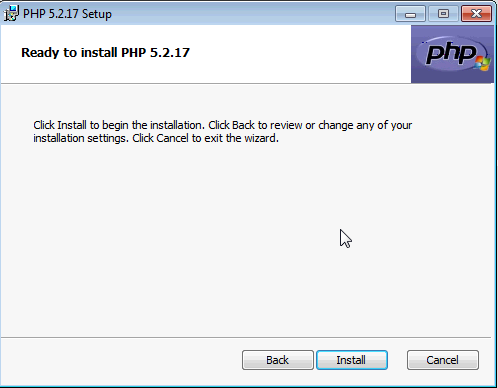 PHP 5.2.17 Setup
Ready to install PHP 5.2.17
php
Click Install to begin the installation. Click Back to review or change any of your
installation settings. Click Cancel to exit the wizard.
Back
Install
Cancel